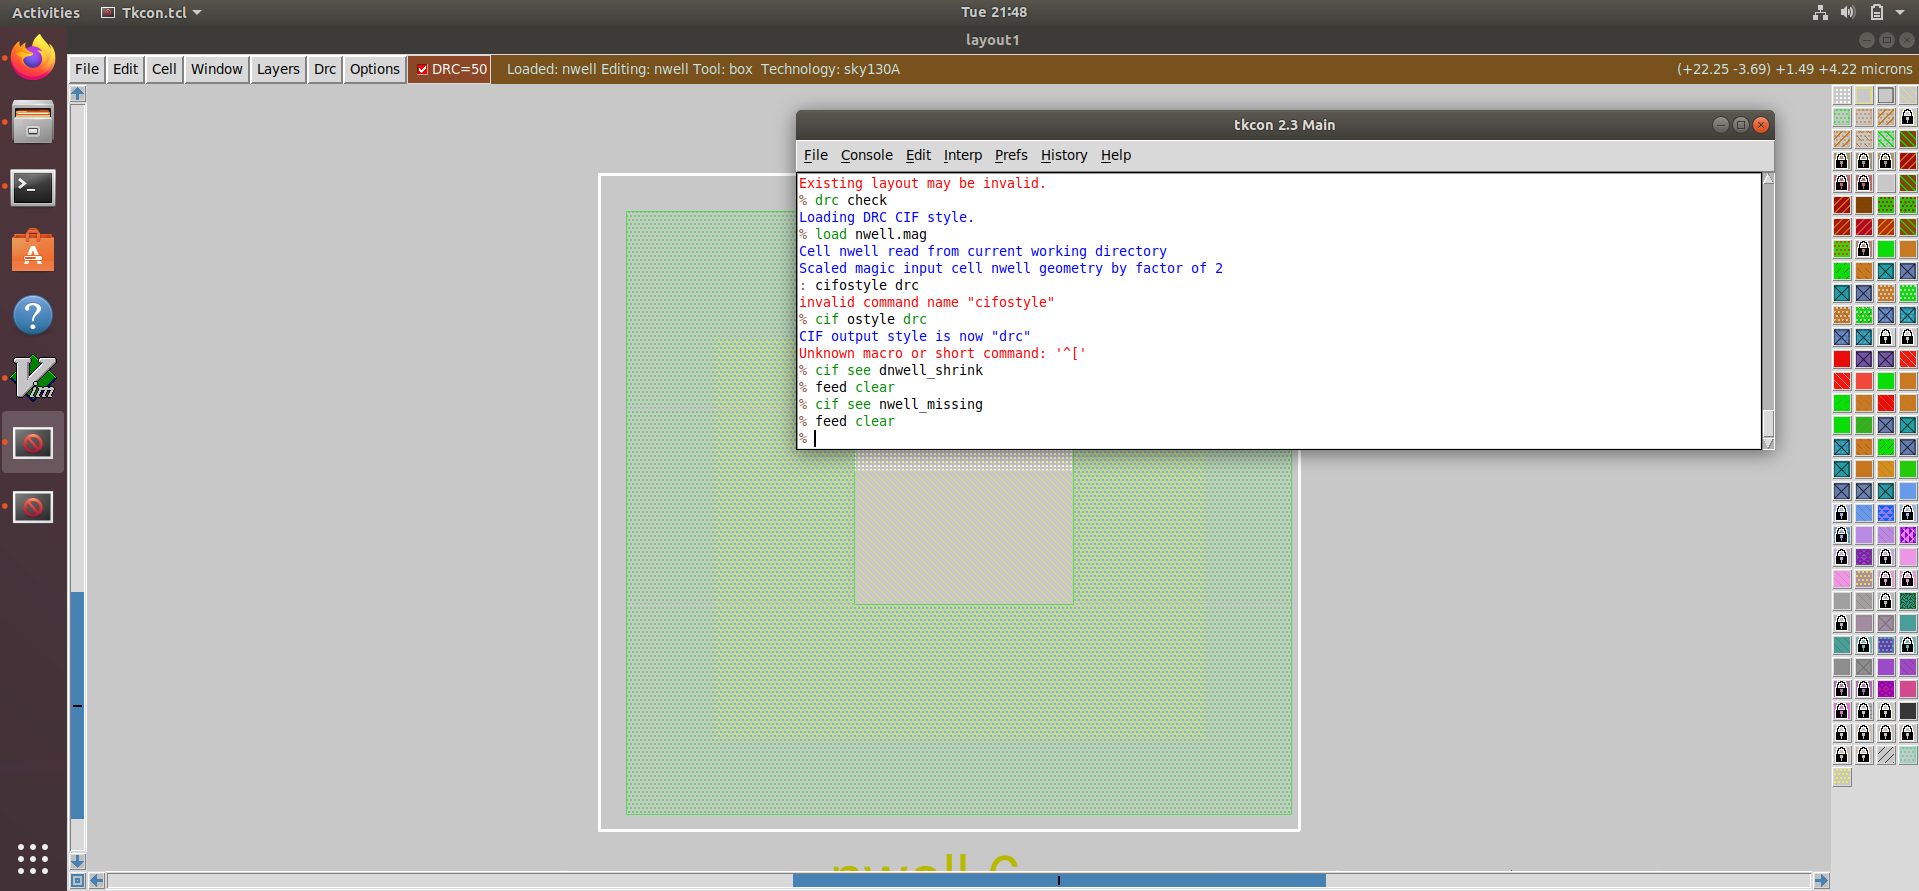 Activities Tkcon.tcl Tue 21:48
layout1
File Edit Cell Window Layers Drc Options DRC=50 Loaded: nwell Editing: nwell Tool: box Technology: sky130A (+22.25 -3.69) +1.49 +4.22 microns
tkcon 2.3 Main
File Console Edit Interp Prefs History Help
Existing layout may be invalid.
% drc check
Loading DRC CIF style.
% load nwell.mag
Cell nwell read from current working directory
Scaled magic input cell nwell geometry by factor of 2
: cifostyle drc
invalid command name "cifostyle"
% cif ostyle drc
CIF output style is now "drc"
Unknown macro or short command: '^['
% cif see dnwell_shrink
% feed clear
% cif see nwell_missing
% feed clear
%